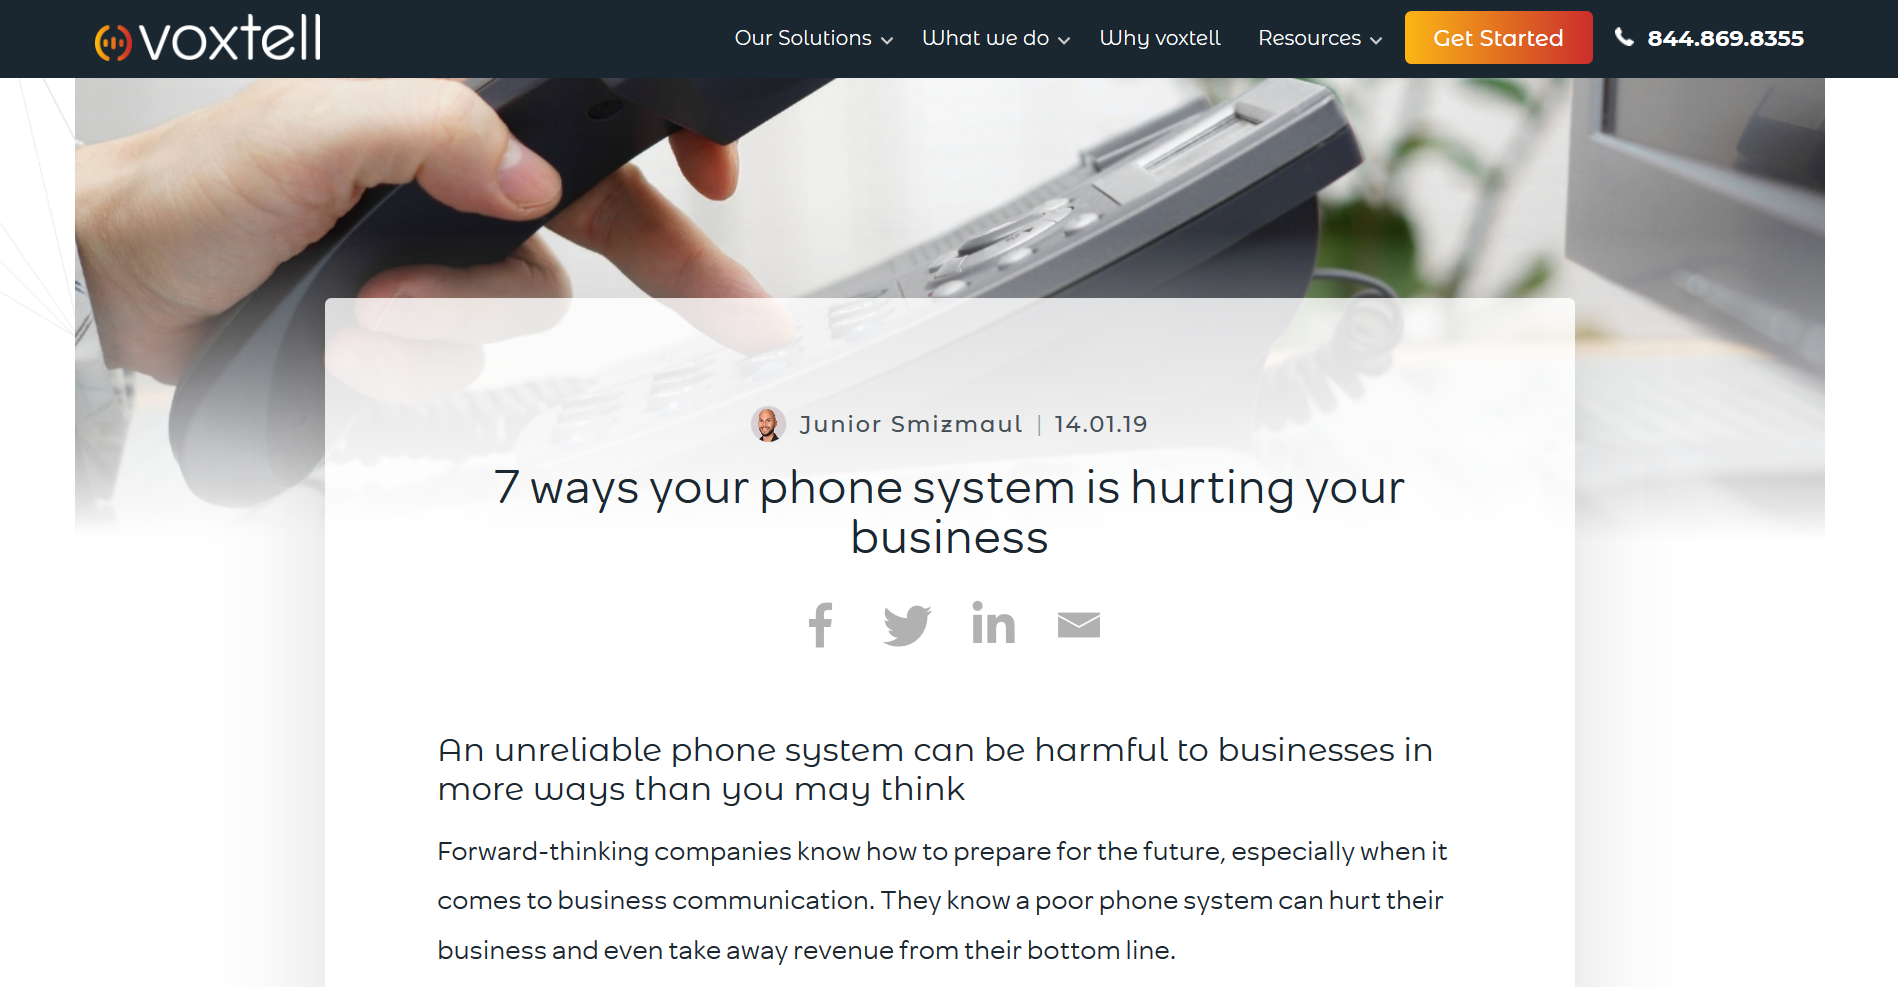 voxtell
Our Solutions
What we do
Why voxtell
Resources
Get Started
844.869.8355
Junior Smizmaul | 14.01.19
7 ways your phone system is hurting your
business
An unreliable phone system can be harmful to businesses in
more ways than you may think
Forward-thinking companies know how to prepare for the future, especially when it
comes to business communication. They know a poor phone system can hurt their
business and even take away revenue from their bottom line.